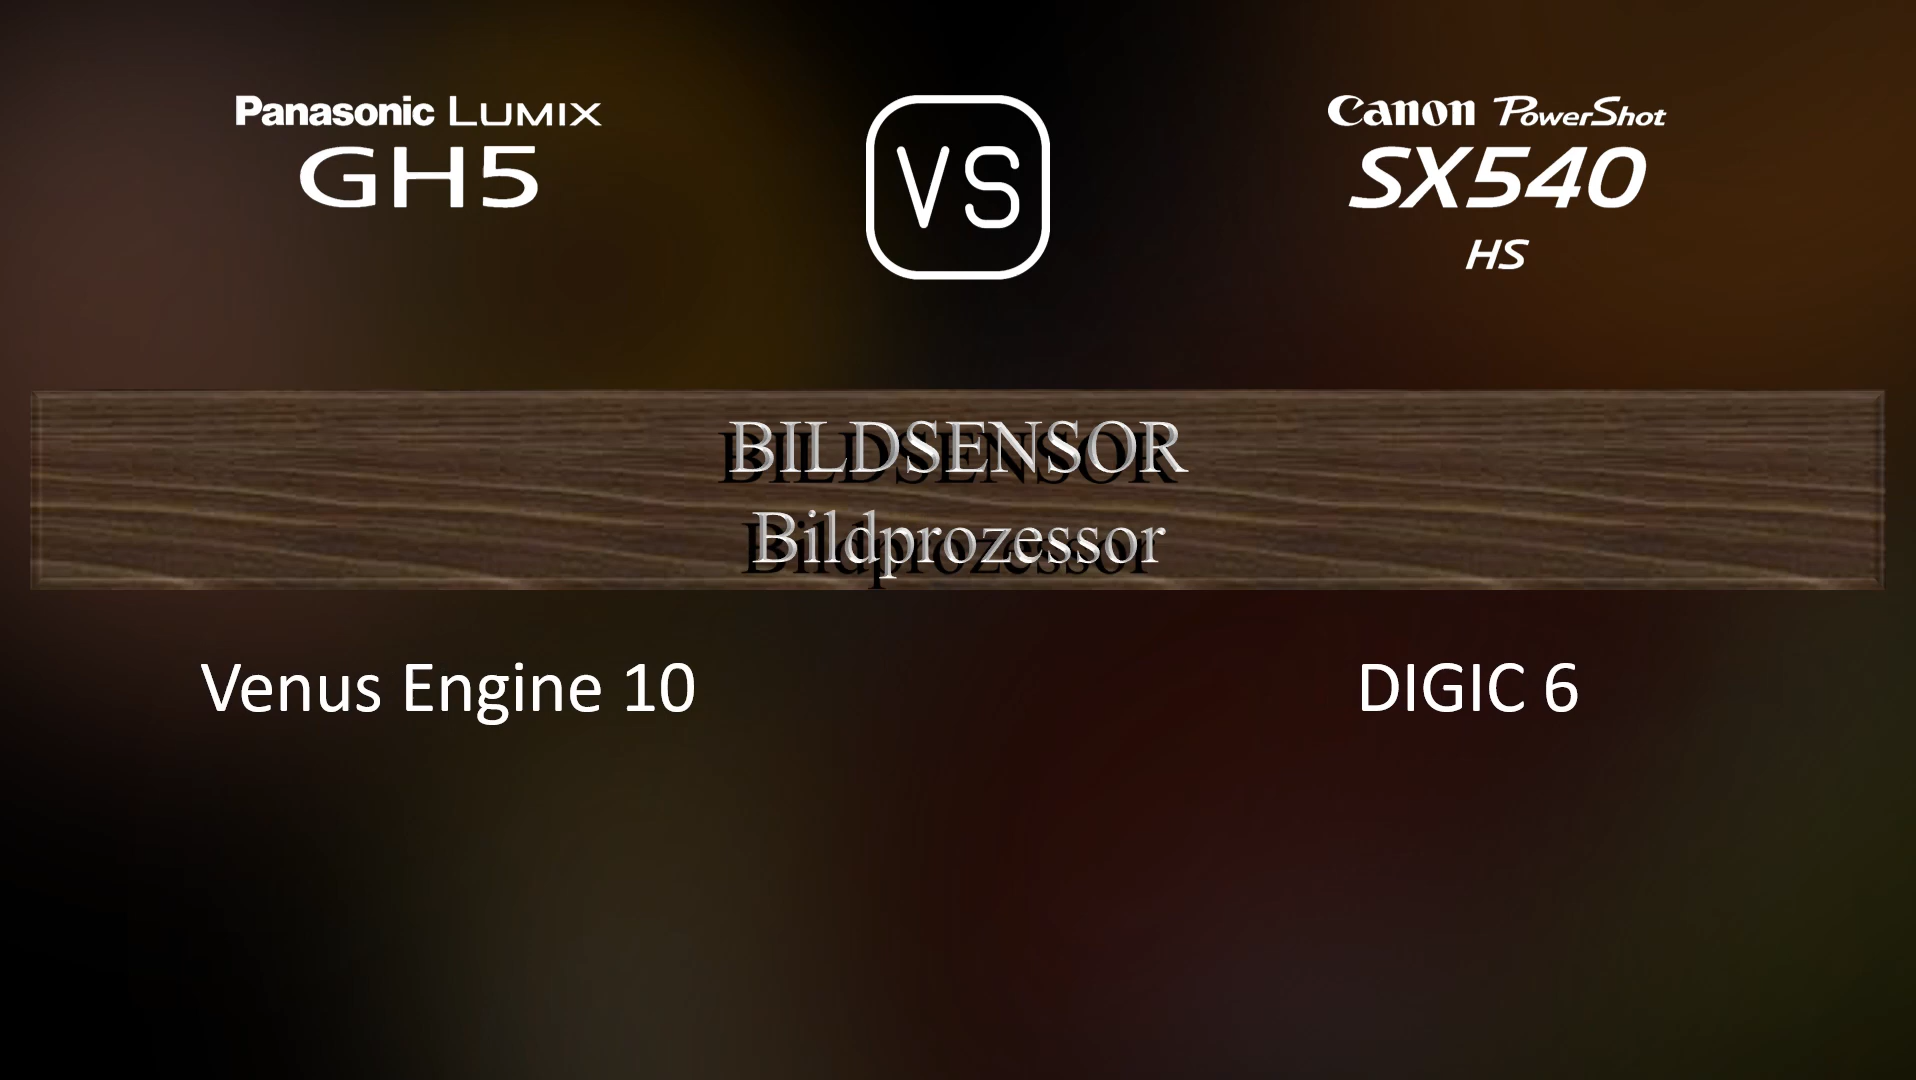 Panasonic LUMIX
GH5
VS
Canon PowerShot
SX540
HS
BILDSENSOR
Bildprozessor
Venus Engine 10
DIGIC 6